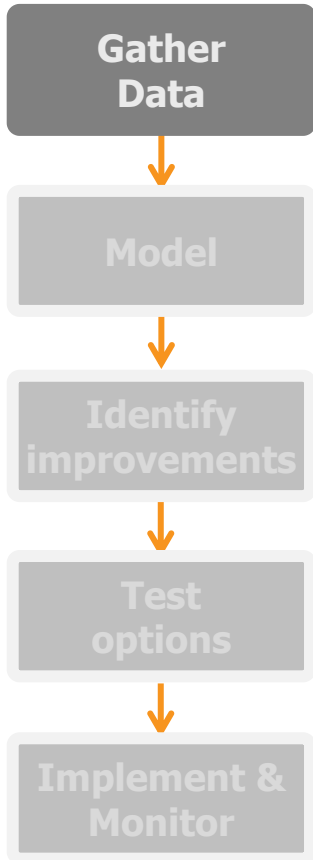 Gather
Data
Model
Identify
improvements
Test
options
Implement &
Monitor